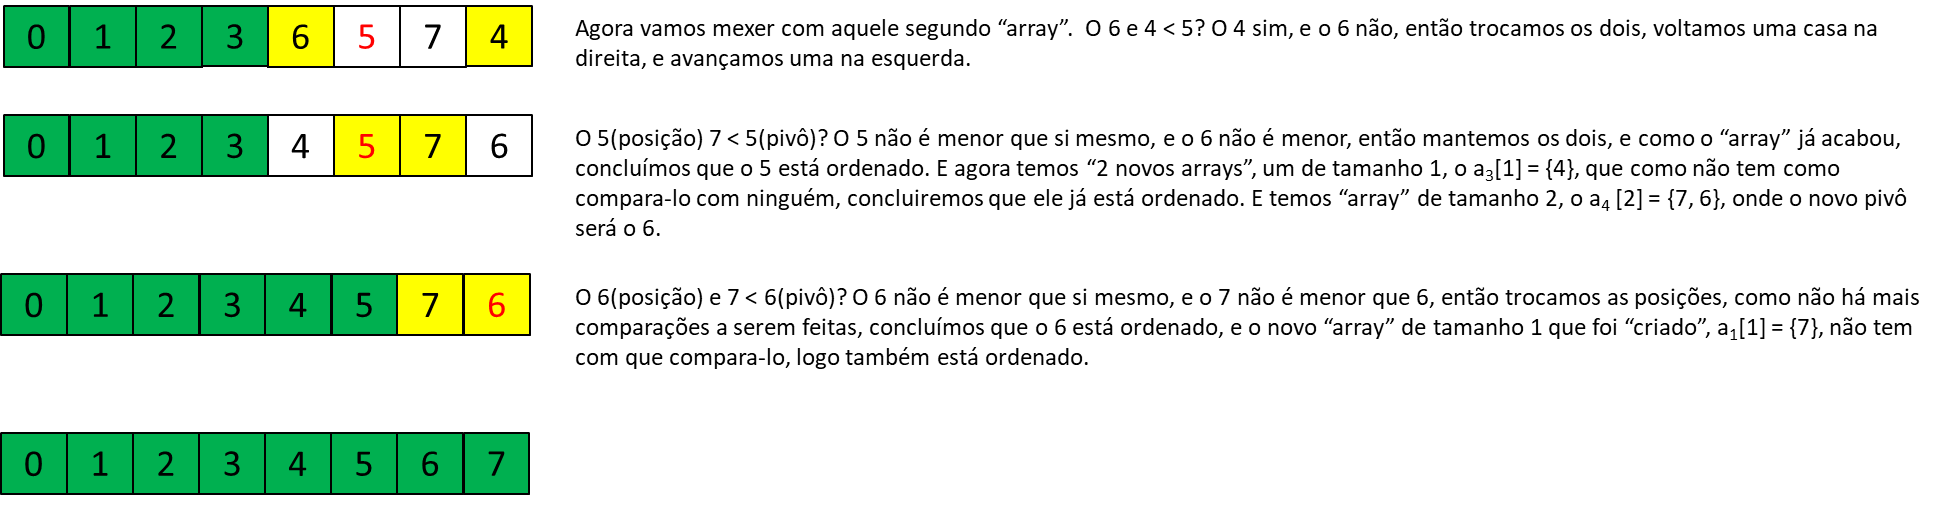 0 1 2 3 6 5 7 4
Agora vamos mexer com aquele segundo “array”.  O 6 e 4 < 5? O 4 sim, e o 6 não, então trocamos os dois, voltamos uma casa na
direita, e avançamos uma na esquerda.
0 1 2 3 4 5 7 6
O 5(posição) 7 < 5(pivô)? O 5 não é menor que si mesmo, e o 6 não é menor, então mantemos os dois, e como o “array” já acabou,
concluímos que o 5 está ordenado. E agora temos “2 novos arrays”, um de tamanho 1, o a₃[1] = {4}, que como não tem como
compara-lo com ninguém, concluiremos que ele já está ordenado. E temos “array” de tamanho 2, o a₄ [2] = {7, 6}, onde o novo pivô
será o 6.
0 1 2 3 4 5 7 6
O 6(posição) e 7 < 6(pivô)? O 6 não é menor que si mesmo, e o 7 não é menor que 6, então trocamos as posições, como não há mais
comparações a serem feitas, concluímos que o 6 está ordenado, e o novo “array” de tamanho 1 que foi “criado”, a₁[1] = {7}, não tem
com que compara-lo, logo também está ordenado.
0 1 2 3 4 5 6 7